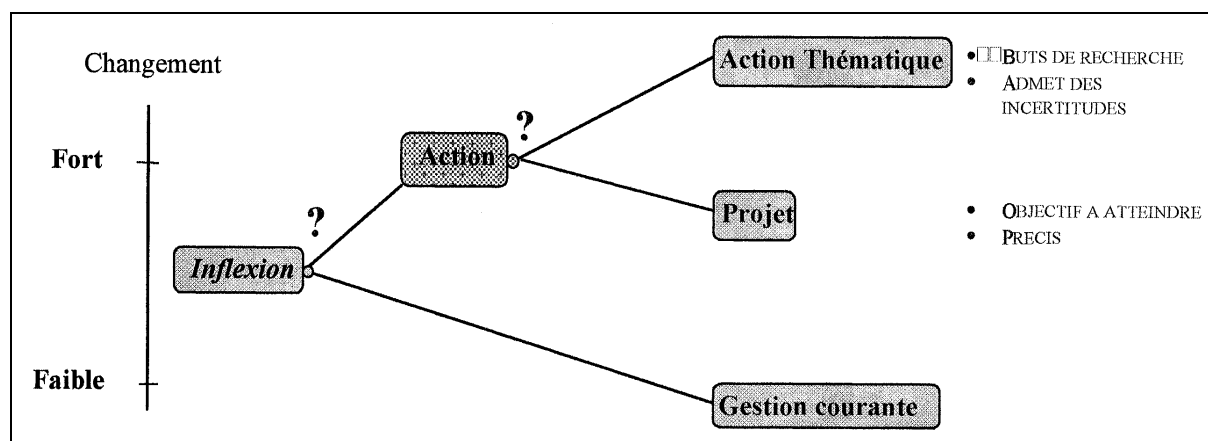 Changement
Fort
Faible
?
Inflexion
?
Action
Action Thématique
• □□BUTS DE RECHERCHE
• ADMET DES
INCERTITUDES
Projet
• OBJECTIF A ATTEINDRE
• PRECIS
Gestion courante